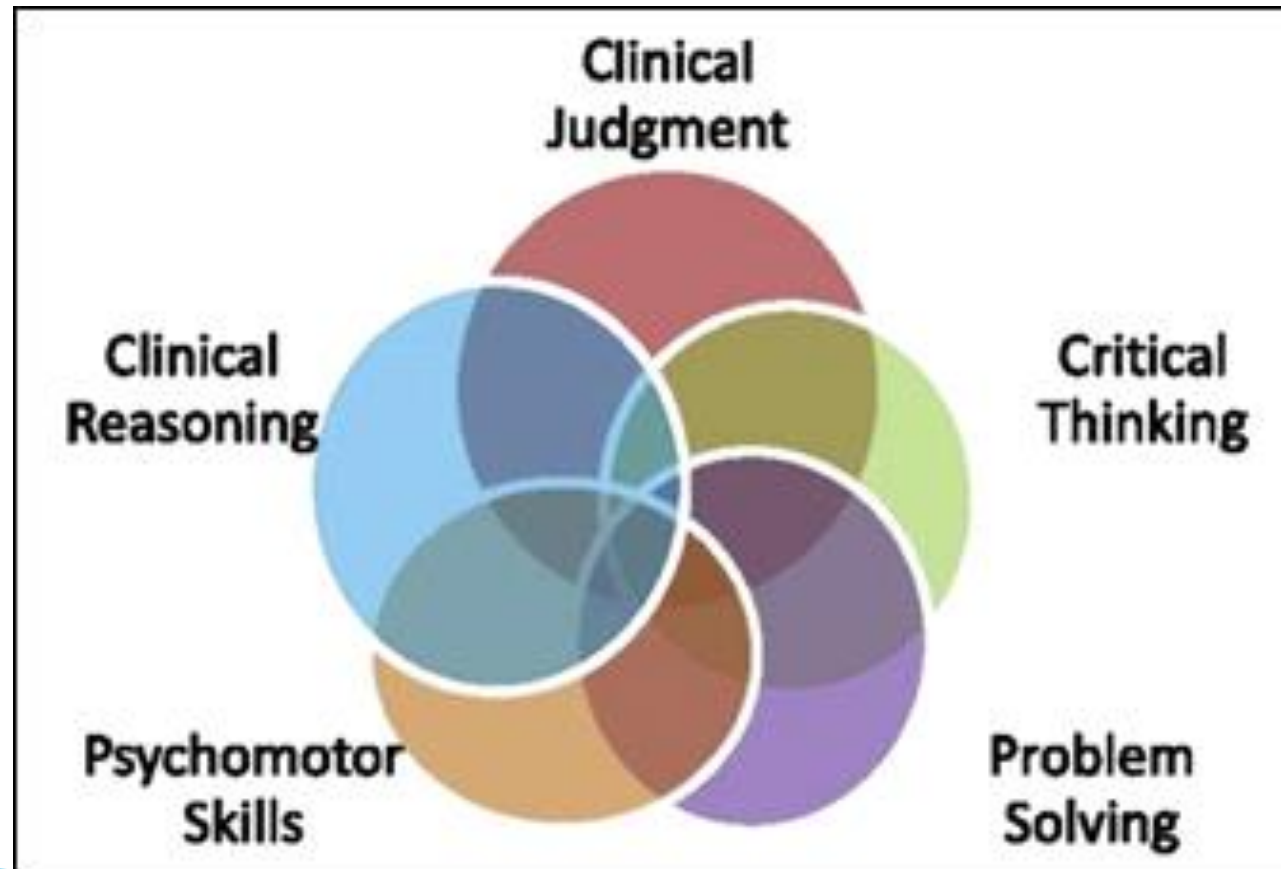 Clinical
Judgment
Clinical
Reasoning
Critical
Thinking
Psychomotor
Skills
Problem
Solving